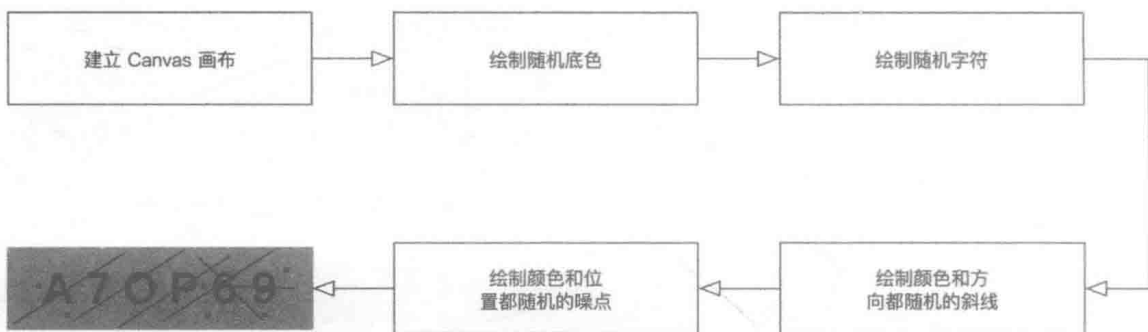 建立 Canvas 画布
绘制随机底色
绘制随机字符
绘制颜色和方
向都随机的斜线
绘制颜色和位
置都随机的噪点
A7OP69